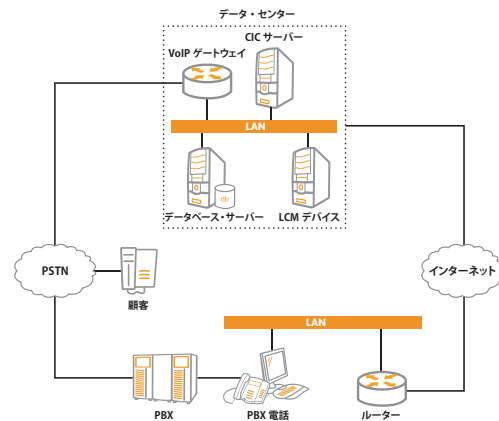 データ・センター
CIC サーバー
VoIP ゲートウェイ
LAN
データベース・サーバー
LCM デバイス
PSTN
インターネット
顧客
LAN
PBX
PBX 電話
ルーター